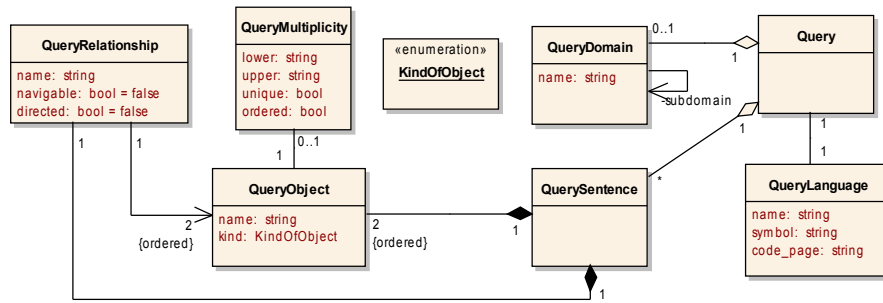 QueryRelationship
name: string
navigable: bool = false
directed: bool = false
QueryMultiplicity
lower: string
upper: string
unique: bool
ordered: bool
«enumeration»
KindOfObject
QueryDomain
name: string
-subdomain
0..1
1
Query
1
1
1
*
QueryLanguage
name: string
symbol: string
code_page: string
1
1
0..1
1
QueryObject
name: string
kind: KindOfObject
2
{ordered}
2
{ordered}
QuerySentence
1
1